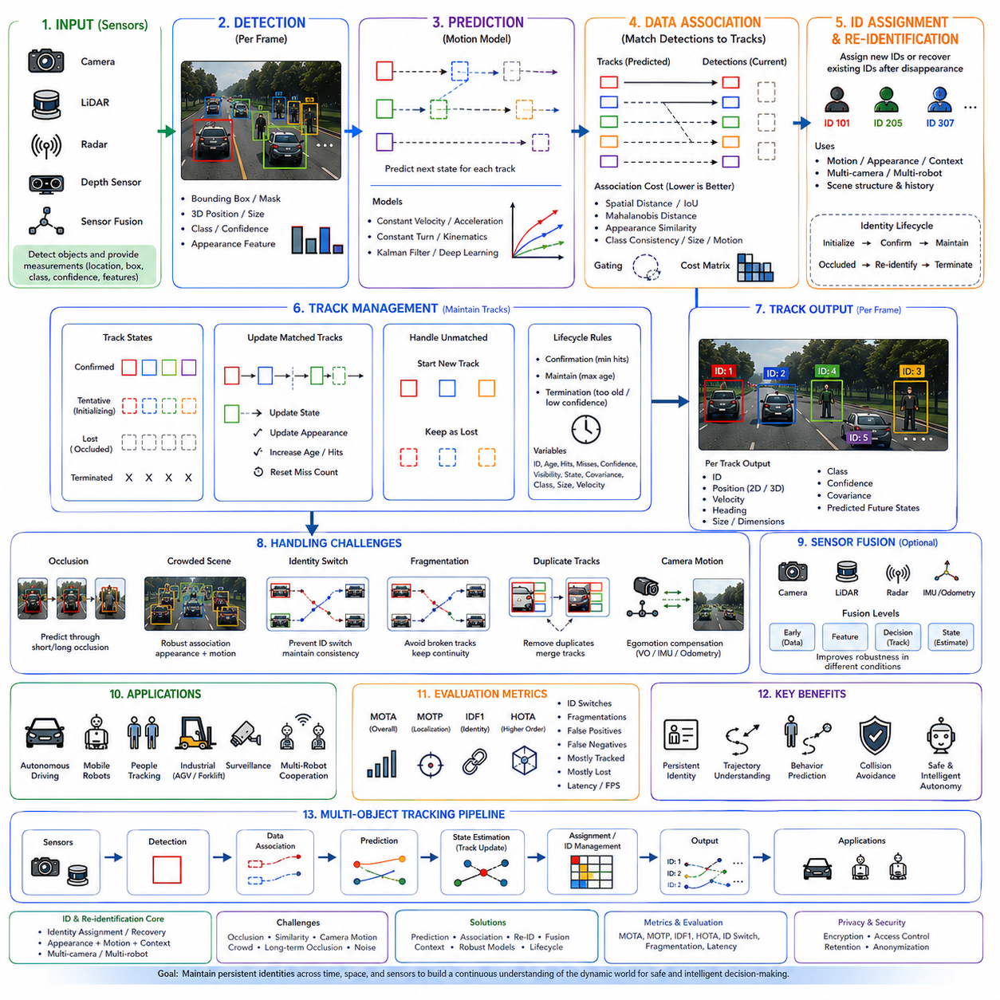 1. INPUT (Sensors)
Camera
LiDAR
Radar
Depth Sensor
Sensor Fusion
Detect objects and provide
measurements (location, box,
class, confidence, features)
2. DETECTION
(Per Frame)
• Bounding Box / Mask
• 3D Position / Size
• Class / Confidence
• Appearance Feature
3. PREDICTION
(Motion Model)
Predict next state for each track
Models
• Constant Velocity / Acceleration
• Constant Turn / Kinematics
• Kalman Filter / Deep Learning
4. DATA ASSOCIATION
(Match Detections to Tracks)
Tracks (Predicted)
Detections (Current)
Association Cost (Lower is Better)
• Spatial Distance / IoU
• Mahalanobis Distance
• Appearance Similarity
• Class Consistency / Size / Motion
Gating
Cost Matrix
5. ID ASSIGNMENT
& RE-IDENTIFICATION
Assign new IDs or recover
existing IDs after disappearance
ID 101
ID 205
ID 307
...
Uses
• Motion / Appearance / Context
• Multi-camera / Multi-robot
• Scene structure & history
Identity Lifecycle
Initialize → Confirm → Maintain
Occluded → Re-identify → Terminate
6. TRACK MANAGEMENT (Maintain Tracks)
Track States
Confirmed
Tentative
(Initializing)
Lost
(Occluded)
Terminated X X X X
Update Matched Tracks
Update State
Update Appearance
Increase Age / Hits
Reset Miss Count
Handle Unmatched
Start New Track
Keep as Lost
Lifecycle Rules
• Confirmation (min hits)
• Maintain (max age)
• Termination (too old /
low confidence)
Variables
ID, Age, Hits, Misses, Confidence,
Visibility, State, Covariance,
Class, Size, Velocity
7. TRACK OUTPUT (Per Frame)
ID: 1
ID: 2
ID: 4
ID: 3
ID: 5
Per Track Output
• ID
• Position (2D / 3D)
• Velocity
• Heading
• Size / Dimensions
• Class
• Confidence
• Covariance
• Predicted Future States
8. HANDLING CHALLENGES
Occlusion
Predict through
short/long occlusion
Crowded Scene
Robust association
appearance + motion
Identity Switch
Prevent ID switch
maintain consistency
Fragmentation
Avoid broken tracks
keep continuity
Duplicate Tracks
Remove duplicates
merge tracks
Camera Motion
Egomotion compensation
(VO / IMU / Odometry)
9. SENSOR FUSION (Optional)
Camera
LiDAR
Radar
IMU/Odometry
Fusion Levels
Early
(Data)
Feature
Decision
(Track)
State
(Estimate)
Improves robustness in
different conditions
10. APPLICATIONS
Autonomous
Driving
Mobile
Robots
People
Tracking
Industrial
(AGV / Forklift)
Surveillance
Multi-Robot
Cooperation
11. EVALUATION METRICS
MOTA
(Overall)
MOTP
(Localization)
IDF1
(Identity)
HOTA
(Higher Order)
• ID Switches
• Fragmentations
• False Positives
• False Negatives
• Mostly Tracked
• Mostly Lost
• Latency / FPS
12. KEY BENEFITS
Persistent
Identity
Trajectory
Understanding
Behavior
Prediction
Collision
Avoidance
Safe &
Intelligent
Autonomy
13. MULTI-OBJECT TRACKING PIPELINE
Sensors
Detection
Data
Association
Prediction
State Estimation
(Track Update)
Assignment /
ID Management
Output
ID: 1
ID: 2
ID: 2
Applications
ID & Re-identification Core
• Identity Assignment / Recovery
• Appearance + Motion + Context
• Multi-camera / Multi-robot
Challenges
Occlusion • Similarity • Camera Motion
Crowd • Long-term Occlusion • Noise
Solutions
Prediction • Association • Re-ID • Fusion
Context • Robust Models • Lifecycle
Metrics & Evaluation
MOTA, MOTP, IDF1, HOTA, ID Switch,
Fragmentation, Latency
Privacy & Security
Encryption • Access Control
Retention • Anonymization
Goal: Maintain persistent identities across time, space, and sensors to build a continuous understanding of the dynamic world for safe and intelligent decision-making.